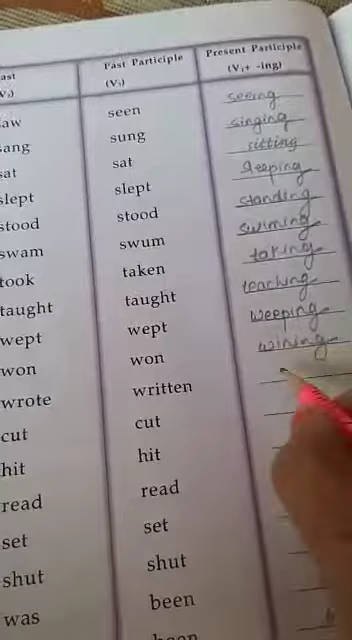 ast Past Participle Present Participle
V₂) (V₃) (V₁+ -ing)
aw seen seeing
ang sung singing
sat sat sitting
slept slept sleeping
stood stood standing
swam swum swiming
took taken taking
taught taught teaching
wept wept weeping
won won wining
wrote written
cut cut
hit hit
read read
set set
shut shut
was been
been